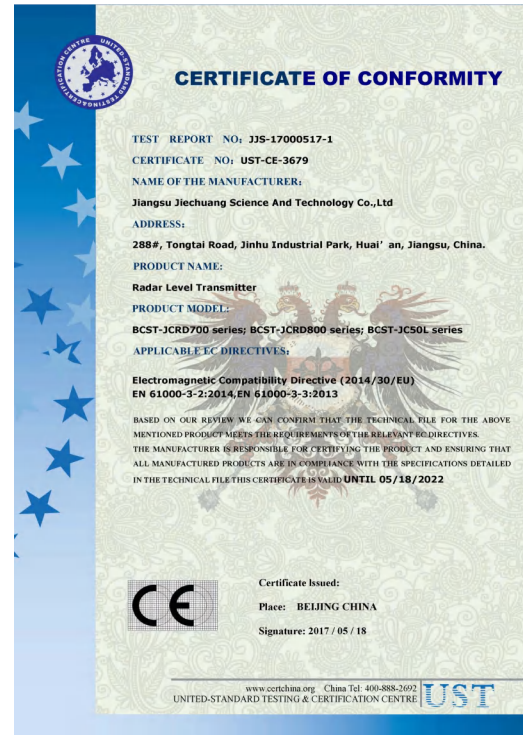 UNITED-STANDARD TESTING&CERTIFICATION CENTRE
CERTIFICATE OF CONFORMITY
TEST REPORT NO: JJS-17000517-1
CERTIFICATE NO: UST-CE-3679
NAME OF THE MANUFACTURER:
Jiangsu Jiechuang Science And Technology Co.,Ltd
ADDRESS:
288#, Tongtai Road, Jinhu Industrial Park, Huai' an, Jiangsu, China.
PRODUCT NAME:
Radar Level Transmitter
PRODUCT MODEL:
BCST-JCRD700 series; BCST-JCRD800 series; BCST-JC50L series
APPLICABLE EC DIRECTIVES:
Electromagnetic Compatibility Directive (2014/30/EU)
EN 61000-3-2:2014,EN 61000-3-3:2013
BASED ON OUR REVIEW WE CAN CONFIRM THAT THE TECHNICAL FILE FOR THE ABOVE
MENTIONED PRODUCT MEETS THE REQUIREMENTS OF THE RELEVANT EC DIRECTIVES.
THE MANUFACTURER IS RESPONSIBLE FOR CERTIFYING THE PRODUCT AND ENSURING THAT
ALL MANUFACTURED PRODUCTS ARE IN COMPLIANCE WITH THE SPECIFICATIONS DETAILED
IN THE TECHNICAL FILE THIS CERTIFICATE IS VALID UNTIL 05/18/2022
CE
Certificate Issued:
Place: BEIJING CHINA
Signature: 2017 / 05 / 18
www.certchina.org China Tel: 400-888-2692
UNITED-STANDARD TESTING & CERTIFICATION CENTRE
UST